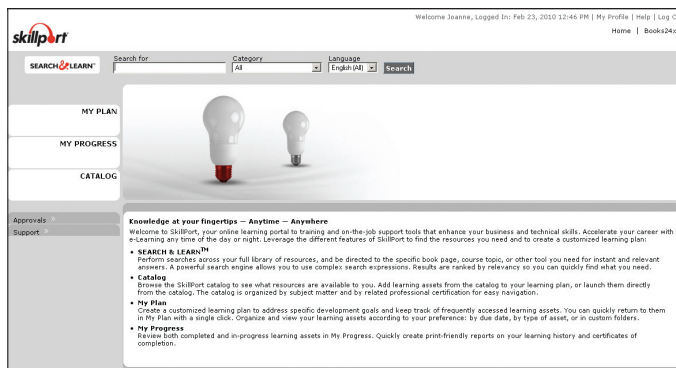 Welcome Joanne, Logged In: Feb 23, 2010 12:46 PM | My Profile | Help | Log
Home | Books24x
skillport
SEARCH & LEARN™
Search for
Category
Language
All
English (All)
Search
MY PLAN
MY PROGRESS
CATALOG
Approvals »
Support »
Knowledge at your fingertips — Anytime — Anywhere
Welcome to SkillPort, your online learning portal to training and on-the-job support tools that enhance your business and technical skills. Accelerate your career with
e-Learning any time of the day or night. Leverage the different features of SkillPort to find the resources you need and to create a customized learning plan:
• SEARCH & LEARN™
Perform searches across your full library of resources, and be directed to the specific book page, course topic, or other tool you need for instant and relevant
answers. A powerful search engine allows you to use complex search expressions. Results are ranked by relevancy so you can quickly find what you need.
• Catalog
Browse the SkillPort catalog to see what resources are available to you. Add learning assets from the catalog to your learning plan, or launch them directly
from the catalog. The catalog is organized by subject matter and by related professional certification for easy navigation.
• My Plan
Create a customized learning plan to address specific development goals and keep track of frequently accessed learning assets. You can quickly return to them
in My Plan with a single click. Organize and view your learning assets according to your preference: by due date, by type of asset, or in custom folders.
• My Progress
Review both completed and in-progress learning assets in My Progress. Quickly create print-friendly reports on your learning history and certificates of
completion.